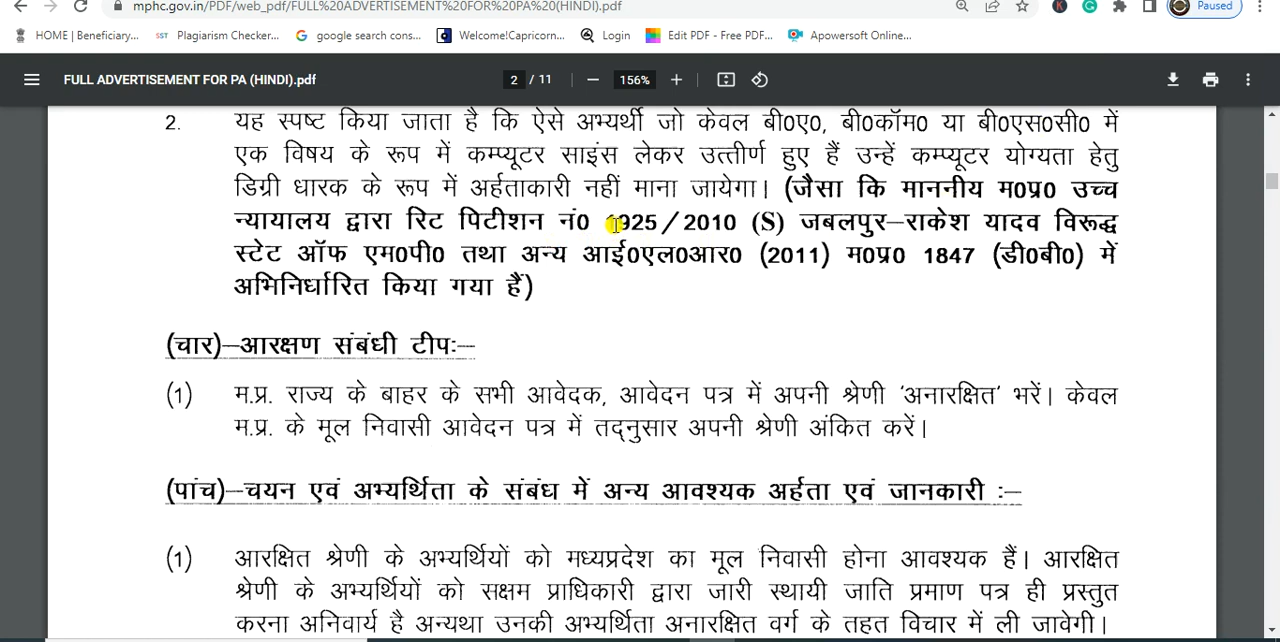 mphc.gov.in/PDF/web_pdf/FULL%20ADVERTISEMENT%20FOR%20PA%20(HINDI).pdf
Paused
HOME | Beneficiary...
SST Plagiarism Checker...
google search cons...
Welcome!Capricorn...
Login
Edit PDF - Free PDF...
Apowersoft Online...
FULL ADVERTISEMENT FOR PA (HINDI).pdf
2 / 11
156%
2. यह स्पष्ट किया जाता है कि ऐसे अभ्यर्थी जो केवल बी0ए0, बी0कॉम0 या बी0एस0सी0 में
एक विषय के रूप में कम्प्यूटर साइंस लेकर उत्तीर्ण हुए हैं उन्हें कम्प्यूटर योग्यता हेतु
डिग्री धारक के रूप में अर्हताकारी नहीं माना जायेगा। (जैसा कि माननीय म0प्र0 उच्च
न्यायालय द्वारा रिट पिटीशन नं0 /2010 (S) जबलपुर–राकेश यादव विरूद्ध
स्टेट ऑफ एम0पी0 तथा अन्य आई0एल0आर0 (2011) म0प्र0 1847 (डी0बी0) में
अभिनिर्धारित किया गया हैं)
(चार)–आरक्षण संबंधी टीपः–
(1) म.प्र. राज्य के बाहर के सभी आवेदक, आवेदन पत्र में अपनी श्रेणी 'अनारक्षित' भरें। केवल
म.प्र. के मूल निवासी आवेदन पत्र में तद्नुसार अपनी श्रेणी अंकित करें।
(पांच)–चयन एवं अभ्यर्थिता के संबंध में अन्य आवश्यक अर्हता एवं जानकारी :–
(1) आरक्षित श्रेणी के अभ्यर्थियों को मध्यप्रदेश का मूल निवासी होना आवश्यक हैं। आरक्षित
श्रेणी के अभ्यर्थियों को सक्षम प्राधिकारी द्वारा जारी स्थायी जाति प्रमाण पत्र ही प्रस्तुत
करना अनिवार्य है अन्यथा उनकी अभ्यर्थिता अनारक्षित वर्ग के तहत विचार में ली जावेगी।